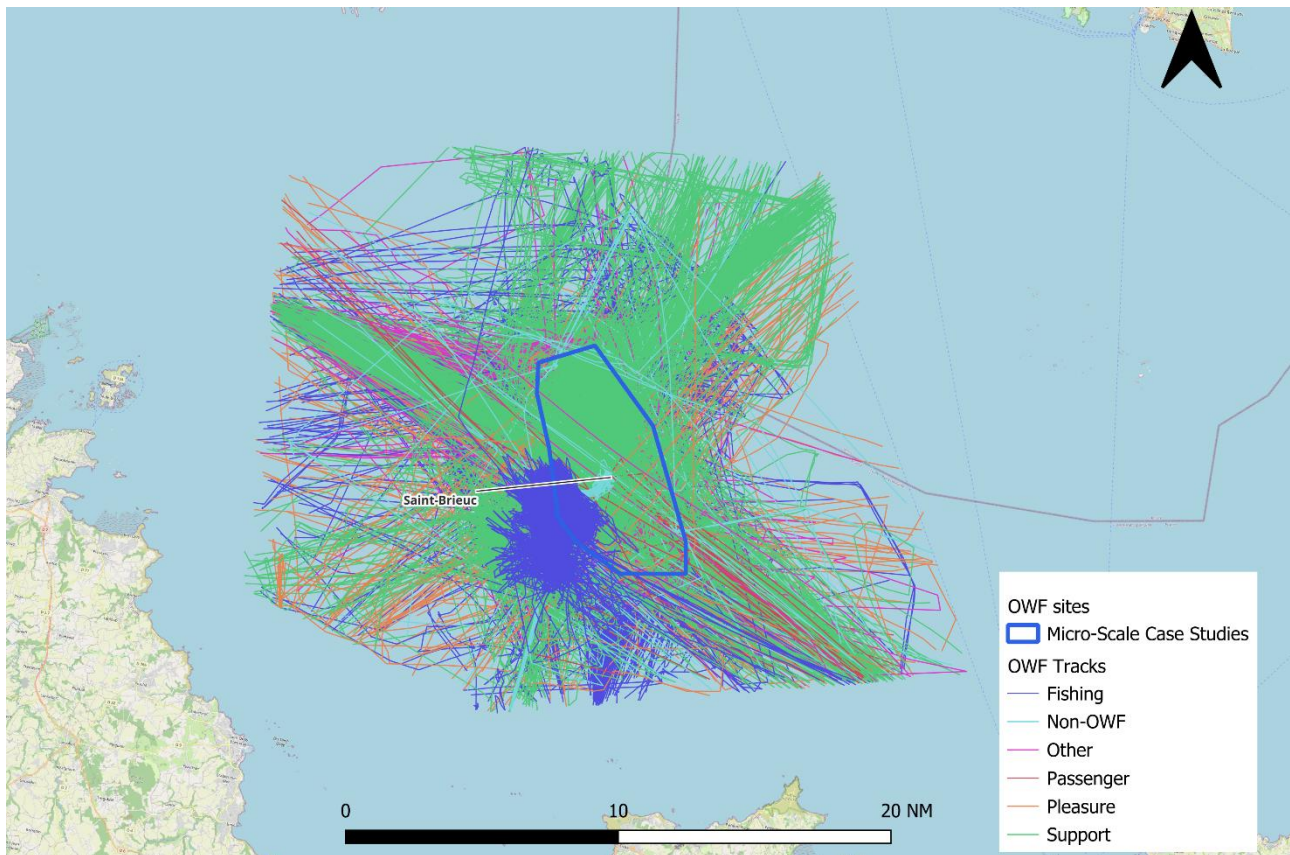 Saint-Brieuc
OWF sites
Micro-Scale Case Studies
OWF Tracks
Fishing
Non-OWF
Other
Passenger
Pleasure
Support
0 10 20 NM